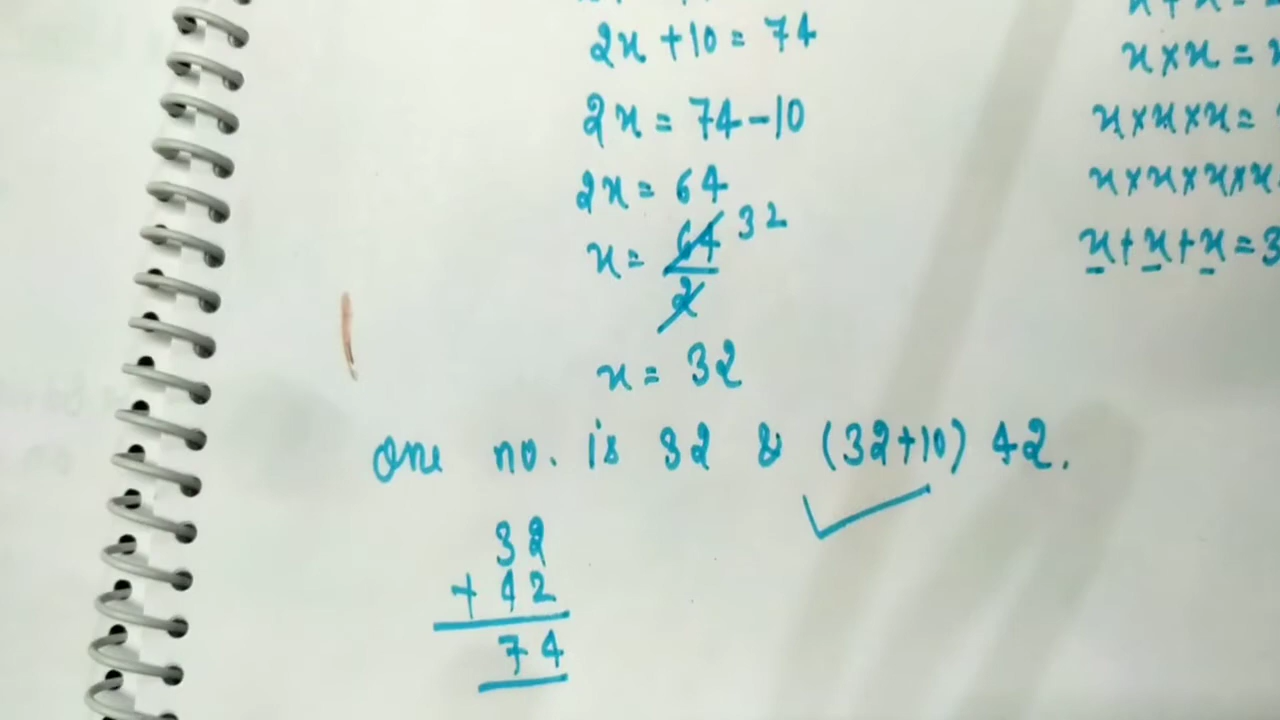 2x + 10 = 74
2x = 74 - 10
2x = 64
x = 64/2 32
x = 32
One no. is 32 & (32+10) 42.
32
+ 42
74
x × x =
x × x × x =
x × x × x × x
x + x + x = 3